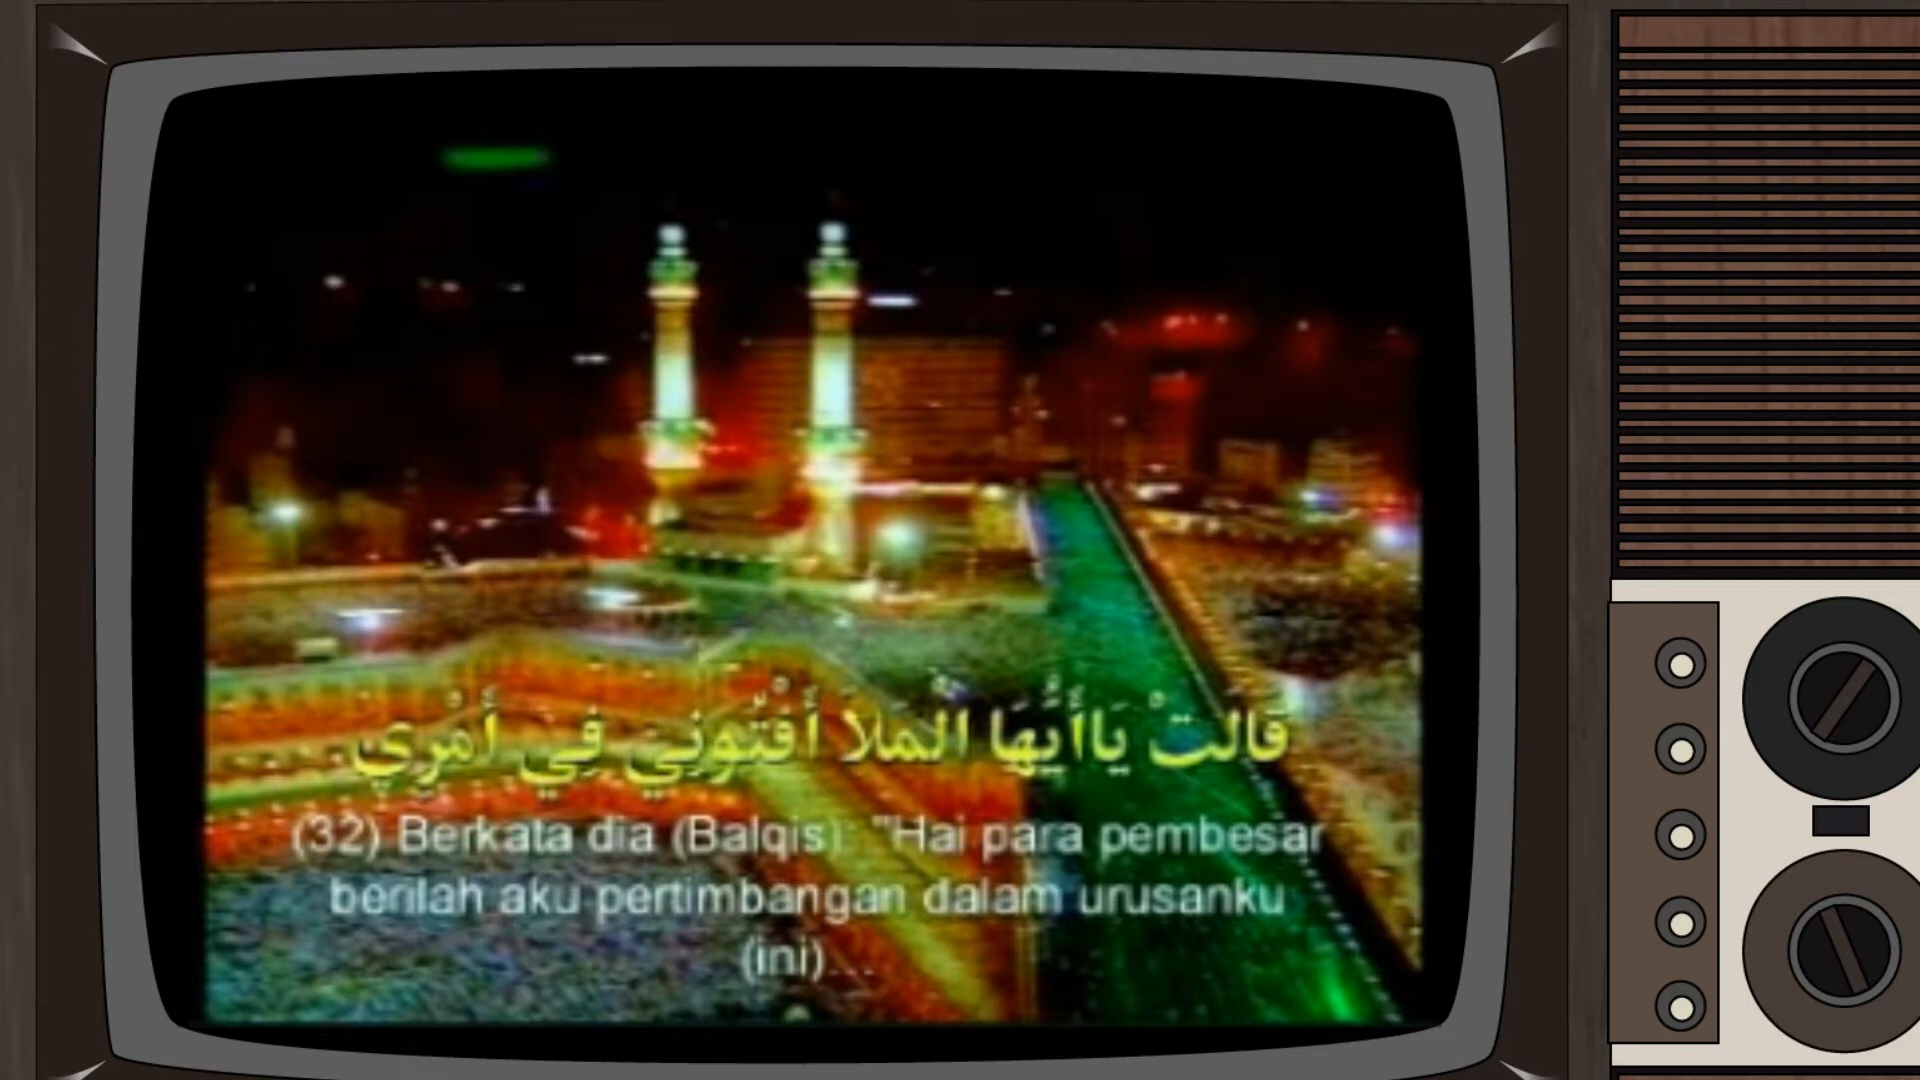 قَالَتْ يَاأَيُّهَا الْمَلَأُ أَفْتُونِي فِي أَمْرِي
(32) Berkata dia (Balqis): "Hai para pembesar
berilah aku pertimbangan dalam urusanku
(ini)...